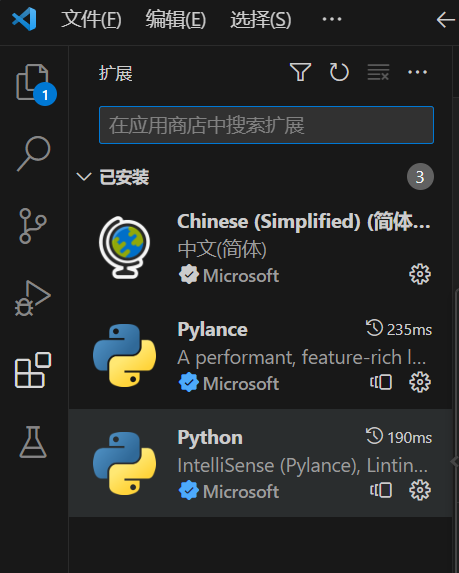 文件(F) 编辑(E) 选择(S) ···
扩展
1
在应用商店中搜索扩展
已安装 3
Chinese (Simplified) (简体...
中文(简体)
Microsoft
Pylance 235ms
A performant, feature-rich l...
Microsoft
Python 190ms
IntelliSense (Pylance), Lintin...
Microsoft